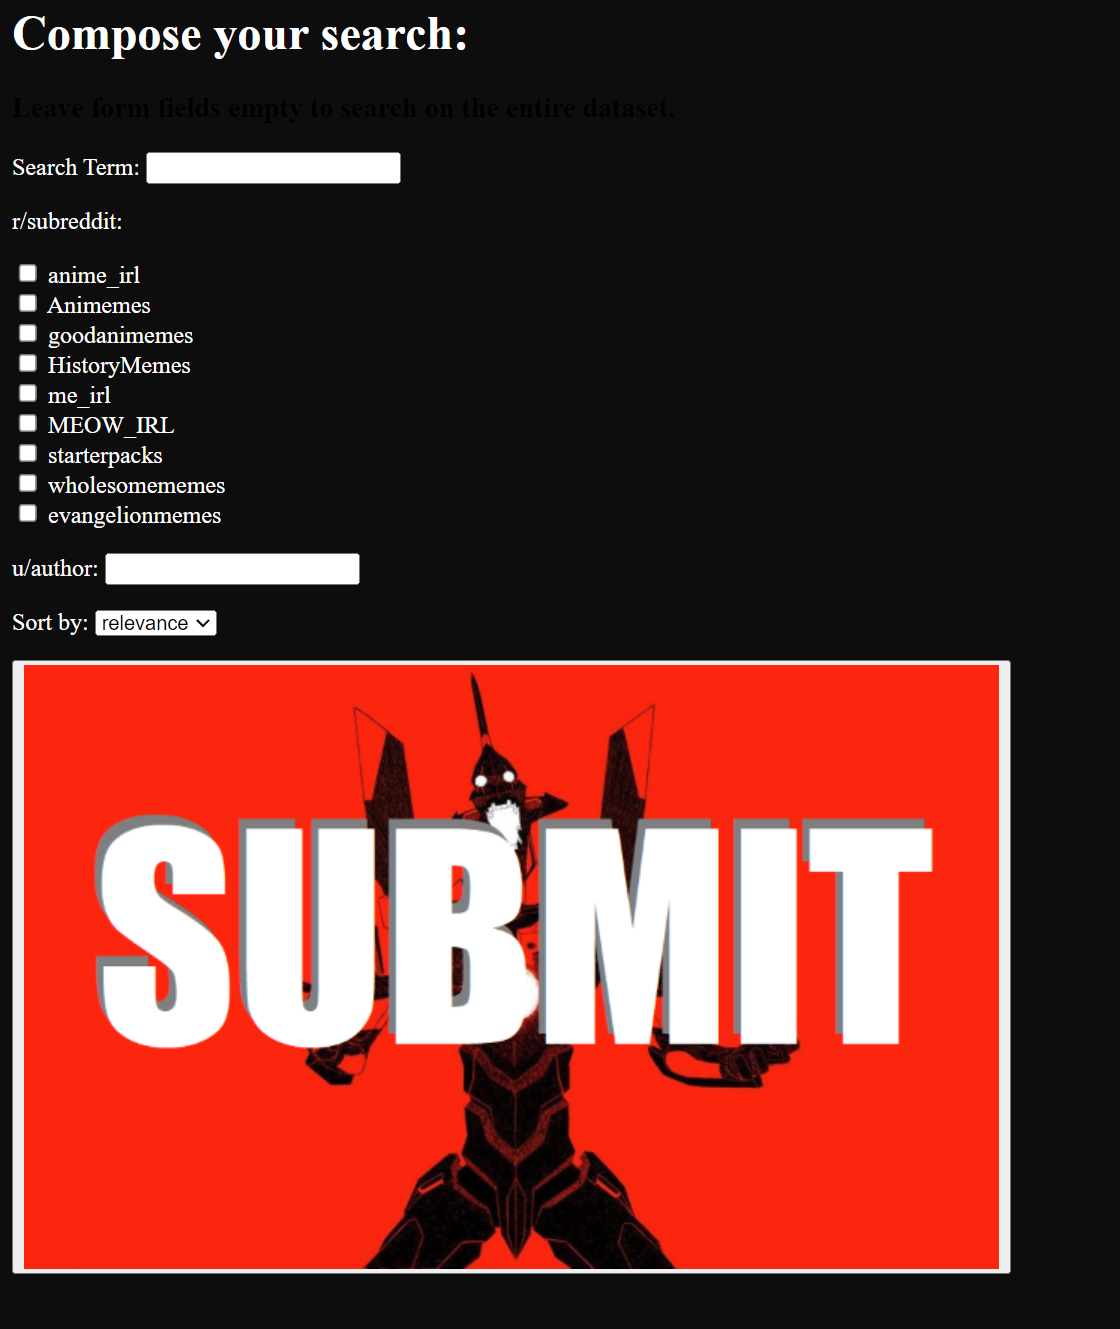 Compose your search:
Leave form fields empty to search on the entire dataset.
Search Term:
r/subreddit:
anime_irl
Animemes
goodanimemes
HistoryMemes
me_irl
MEOW_IRL
starterpacks
wholesomememes
evangelionmemes
u/author:
Sort by: relevance
SUBMIT